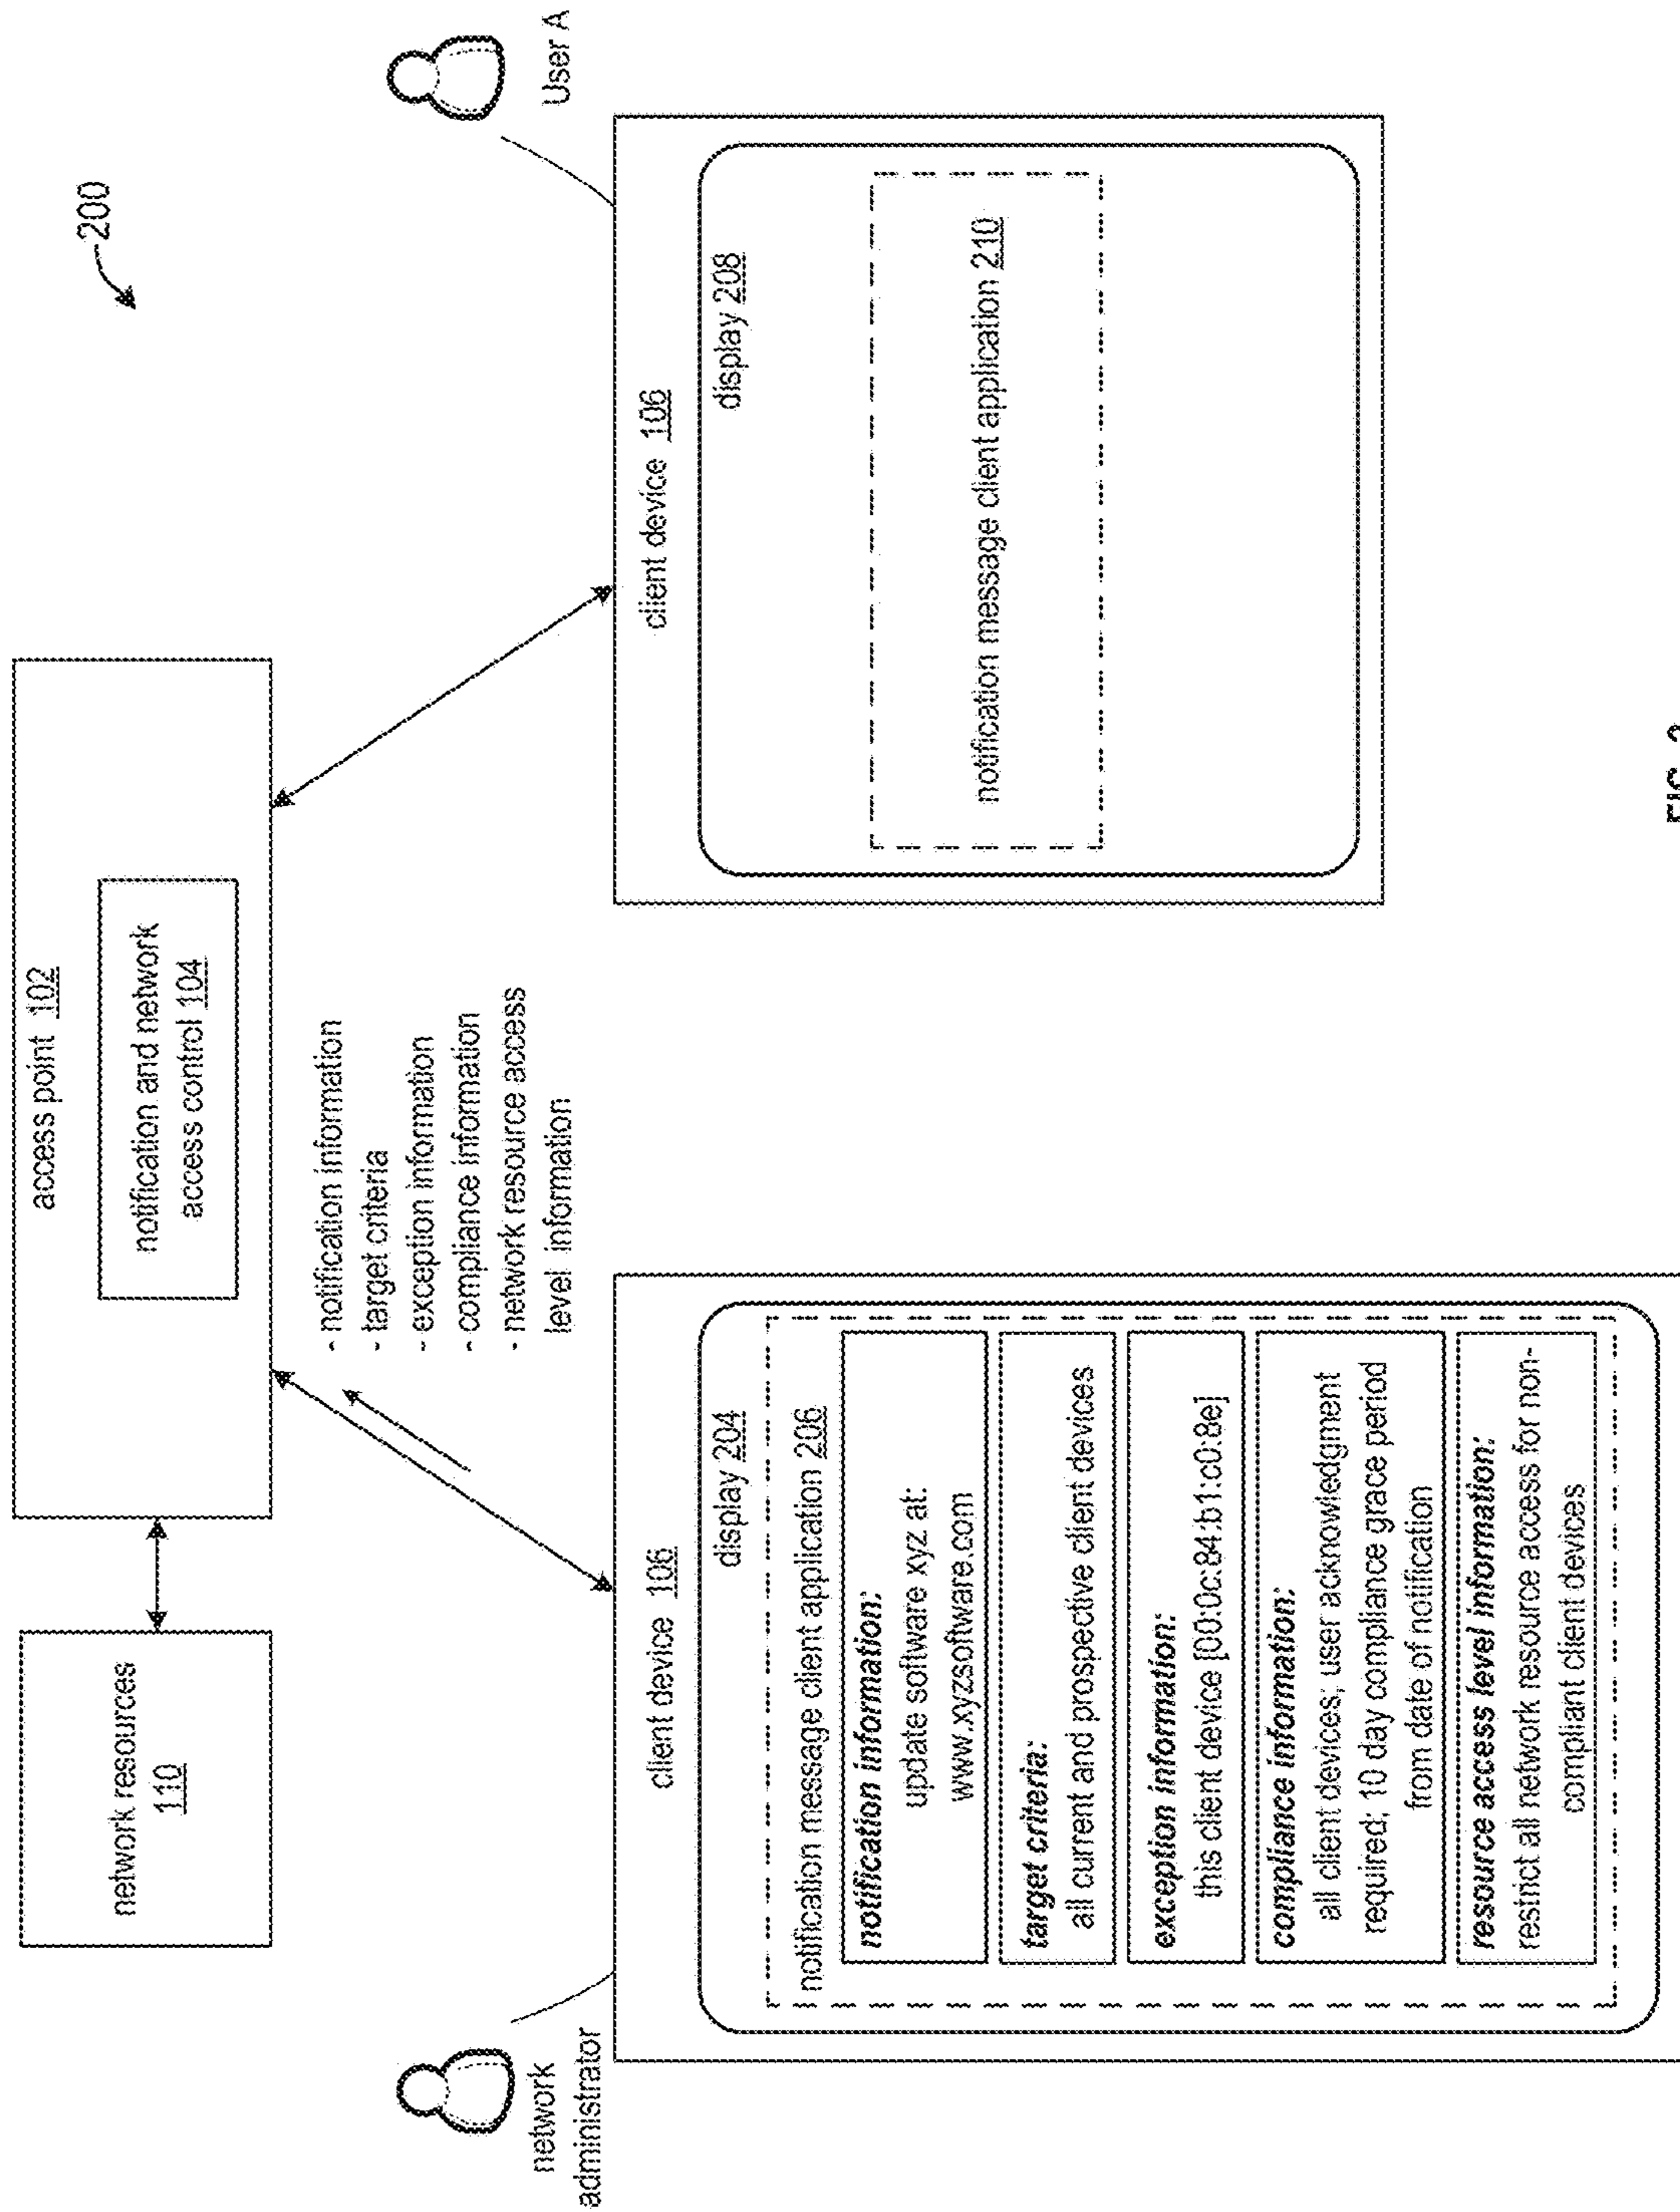 200
network resources
110
access point 102
notification and network
access control 104
- notification information
- target criteria
- exception information
- compliance information
- network resource access
level information
network
administrator
User A
client device 106
display 204
notification message client application 206
notification information:
update software xyz at:
www.xyzsoftware.com
target criteria:
all current and prospective client devices
exception information:
this client device [00:0c:84:b1:c0:8e]
compliance information:
all client devices; user acknowledgment
required; 10 day compliance grace period
from date of notification
resource access level information:
restrict all network resource access for non-
compliant client devices
client device 106
display 208
notification message client application 210